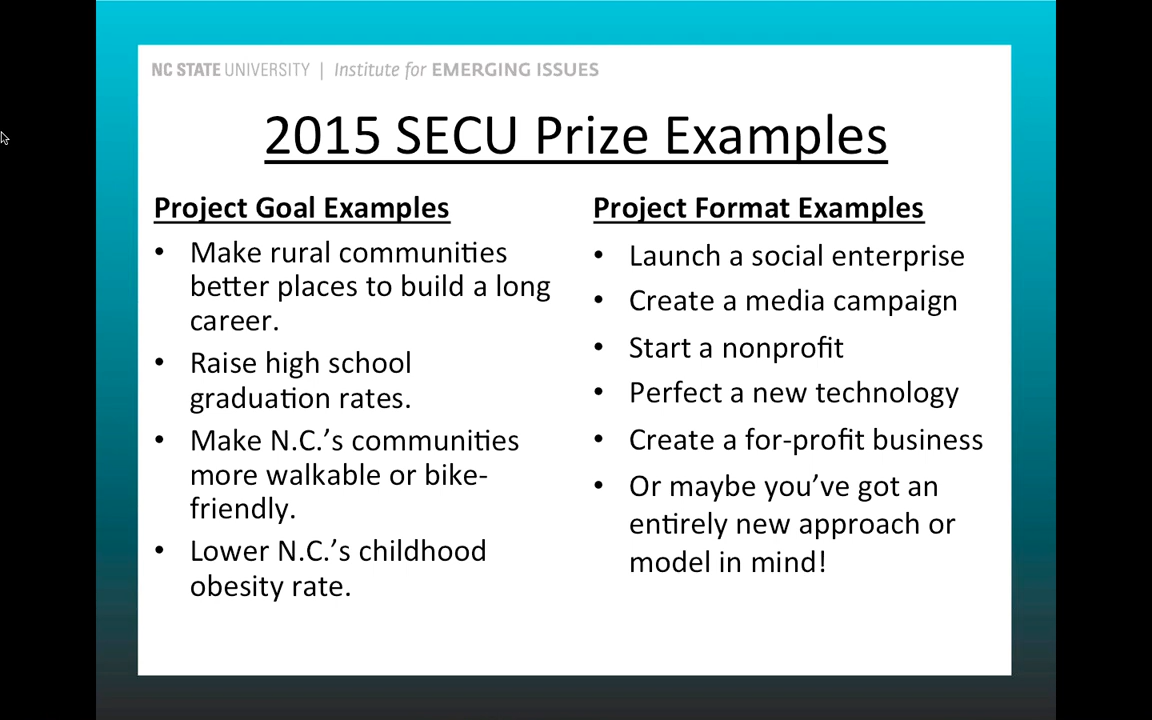 NC STATE UNIVERSITY | Institute for EMERGING ISSUES
2015 SECU Prize Examples
Project Goal Examples
• Make rural communities
better places to build a long
career.
• Raise high school
graduation rates.
• Make N.C.’s communities
more walkable or bike-
friendly.
• Lower N.C.’s childhood
obesity rate.
Project Format Examples
• Launch a social enterprise
• Create a media campaign
• Start a nonprofit
• Perfect a new technology
• Create a for-profit business
• Or maybe you’ve got an
entirely new approach or
model in mind!